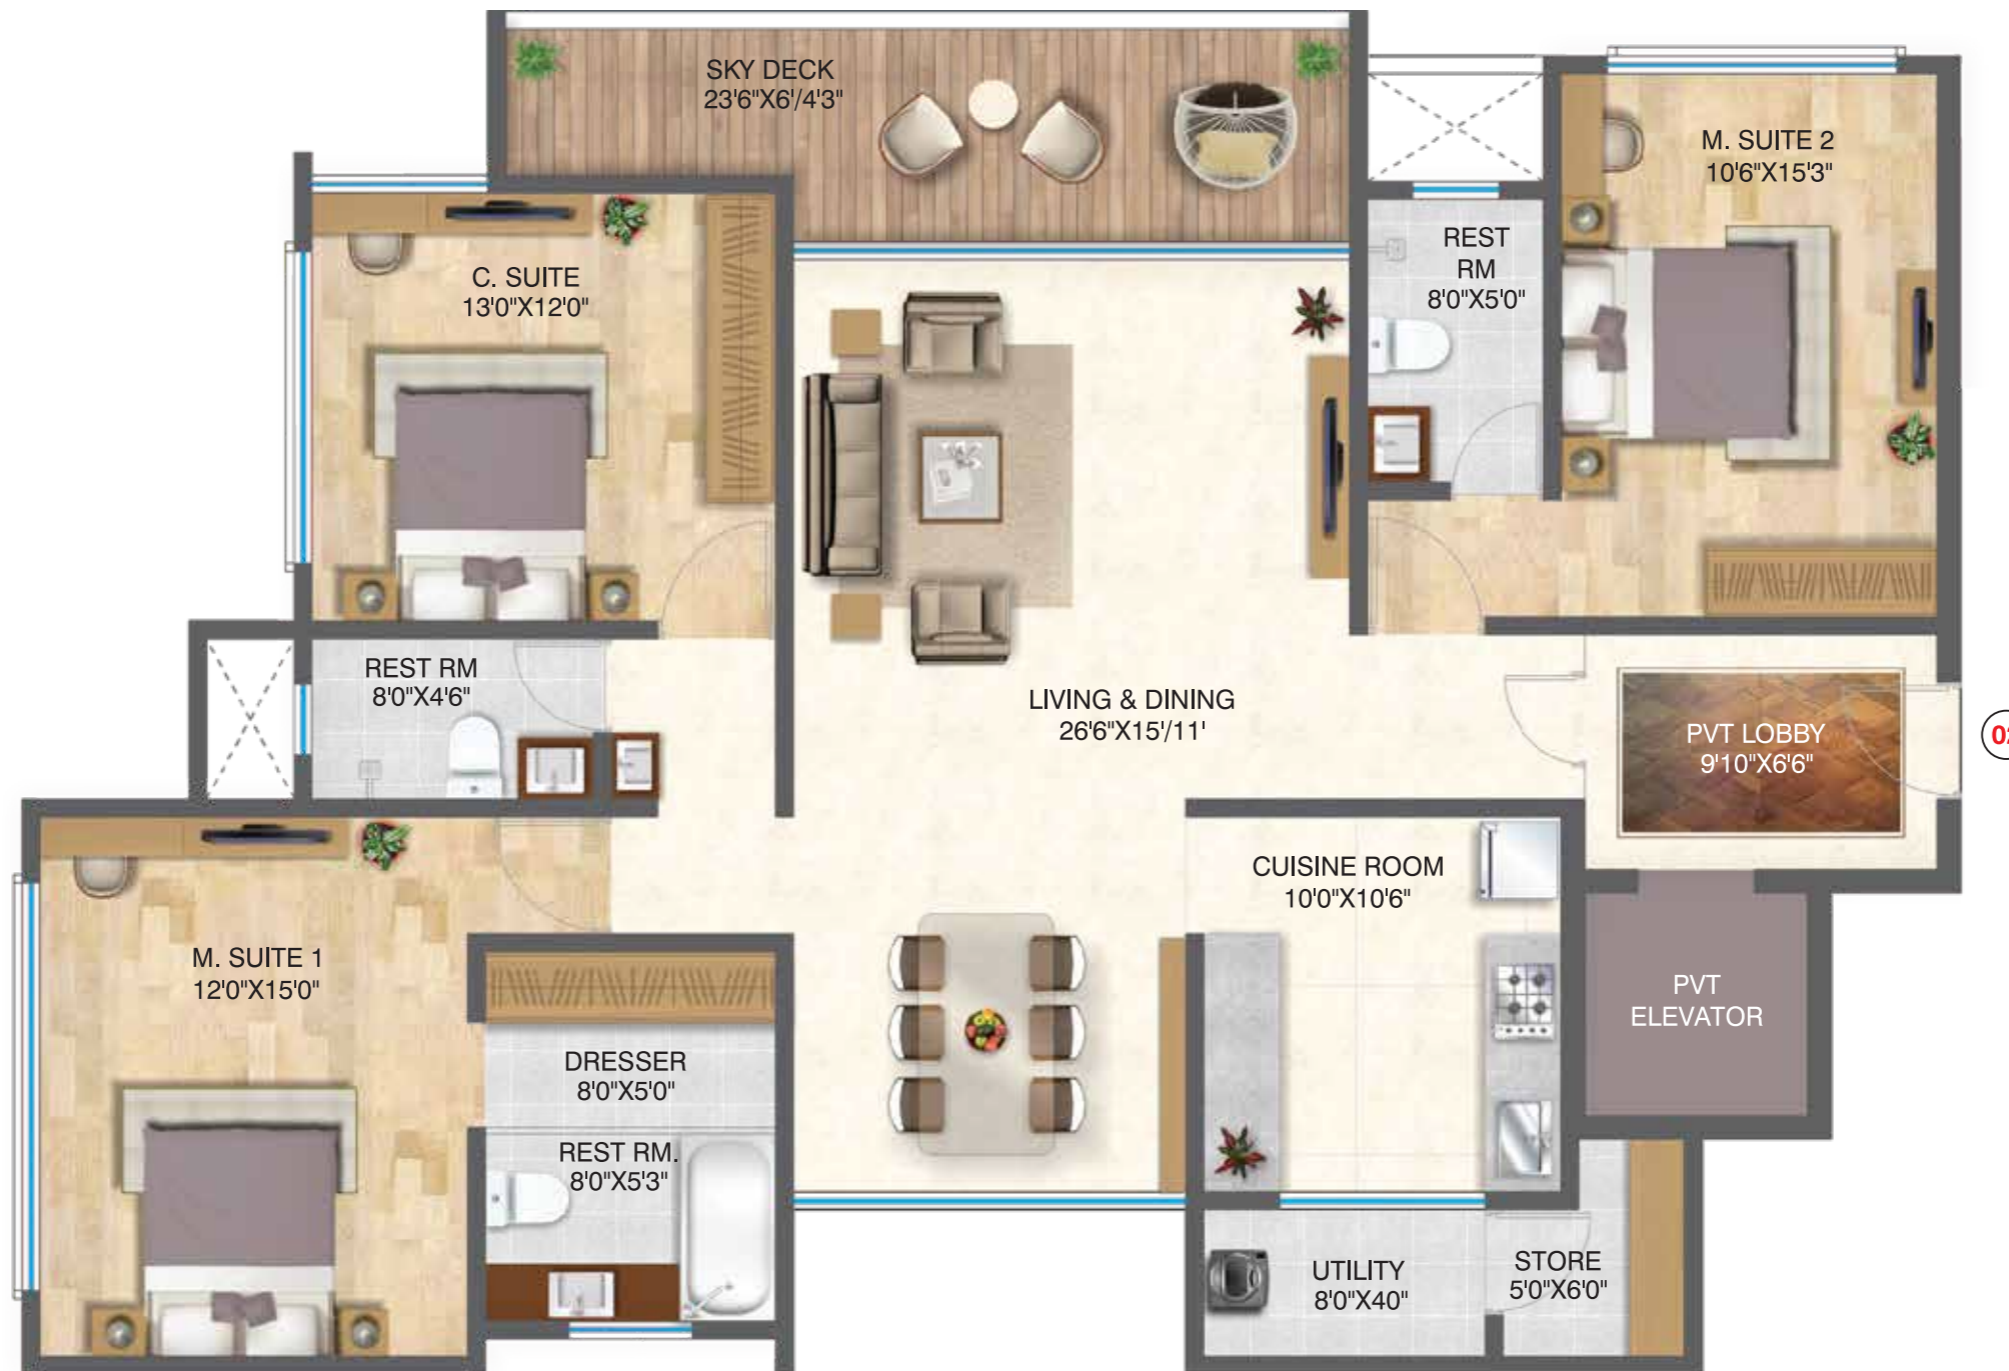 SKY DECK
23'6"X6'/4'3"
M. SUITE 2
10'6"X15'3"
REST
RM
8'0"X5'0"
C. SUITE
13'0"X12'0"
REST RM
8'0"X4'6"
LIVING & DINING
26'6"X15'/11'
PVT LOBBY
9'10"X6'6"
02
CUISINE ROOM
10'0"X10'6"
M. SUITE 1
12'0"X15'0"
PVT
ELEVATOR
DRESSER
8'0"X5'0"
REST RM.
8'0"X5'3"
UTILITY
8'0"X40"
STORE
5'0"X6'0"